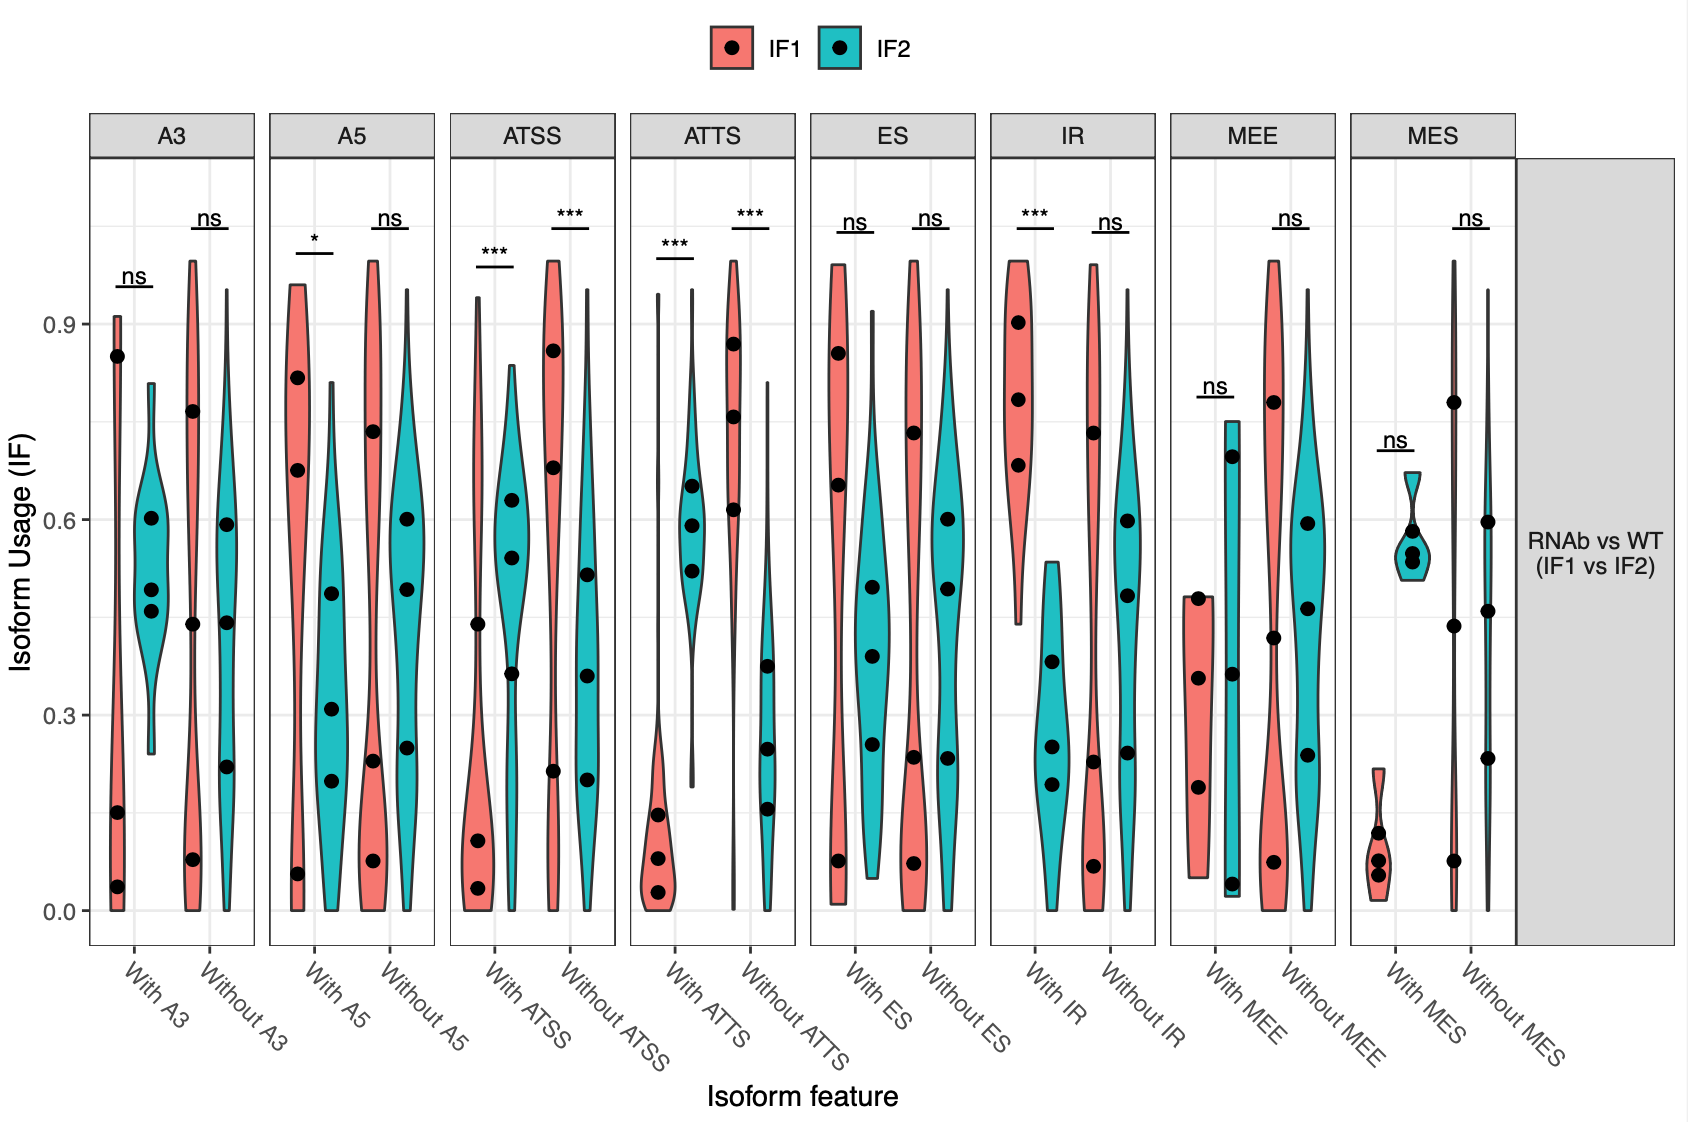 IF1 IF2
A3 A5 ATSS ATTS ES IR MEE MES
ns ns * ns *** *** *** *** ns ns *** ns ns ns ns ns
Isoform Usage (IF)
0.9
0.6
0.3
0.0
RNAb vs WT
(IF1 vs IF2)
With A3 Without A3 With A5 Without A5 With ATSS Without ATSS With ATTS Without ATTS With ES Without ES With IR Without IR With MEE Without MEE With MES Without MES
Isoform feature